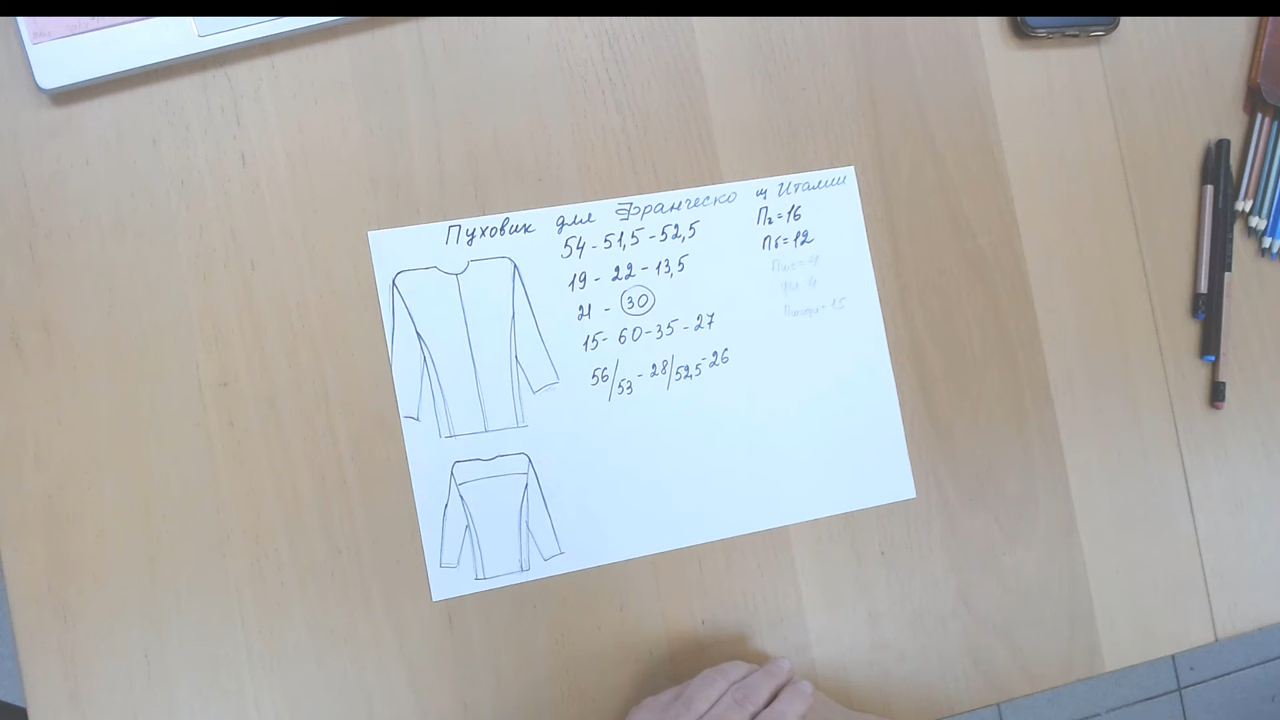 Пуховик для Франческо из Италии
54 - 51,5 - 52,5
19 - 22 - 13,5
21 - 30
15 - 60 - 35 - 27
56/53 - 28/52,5 - 26
Пг = 16
Пб = 12